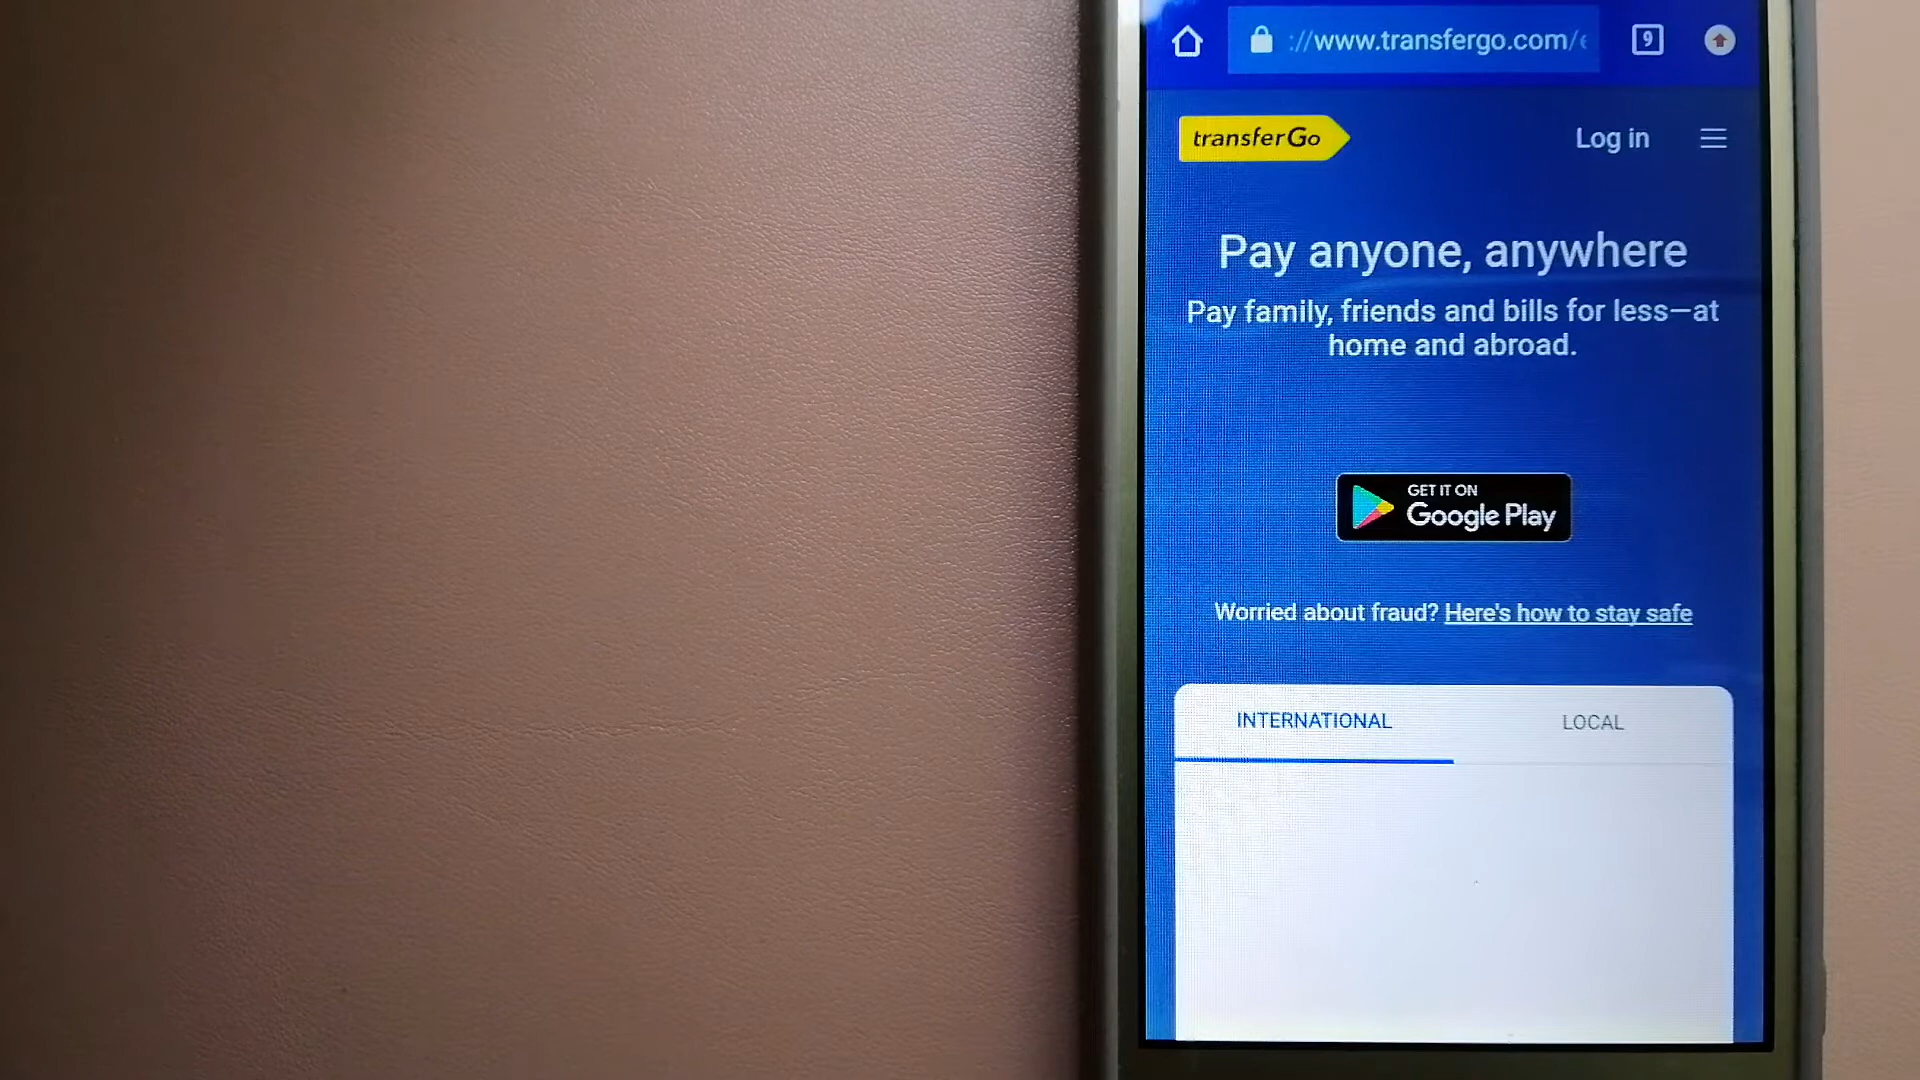 ://www.transfergo.com/e
9
transferGo
Log in
Pay anyone, anywhere
Pay family, friends and bills for less—at
home and abroad.
GET IT ON
Google Play
Worried about fraud? Here's how to stay safe
INTERNATIONAL
LOCAL